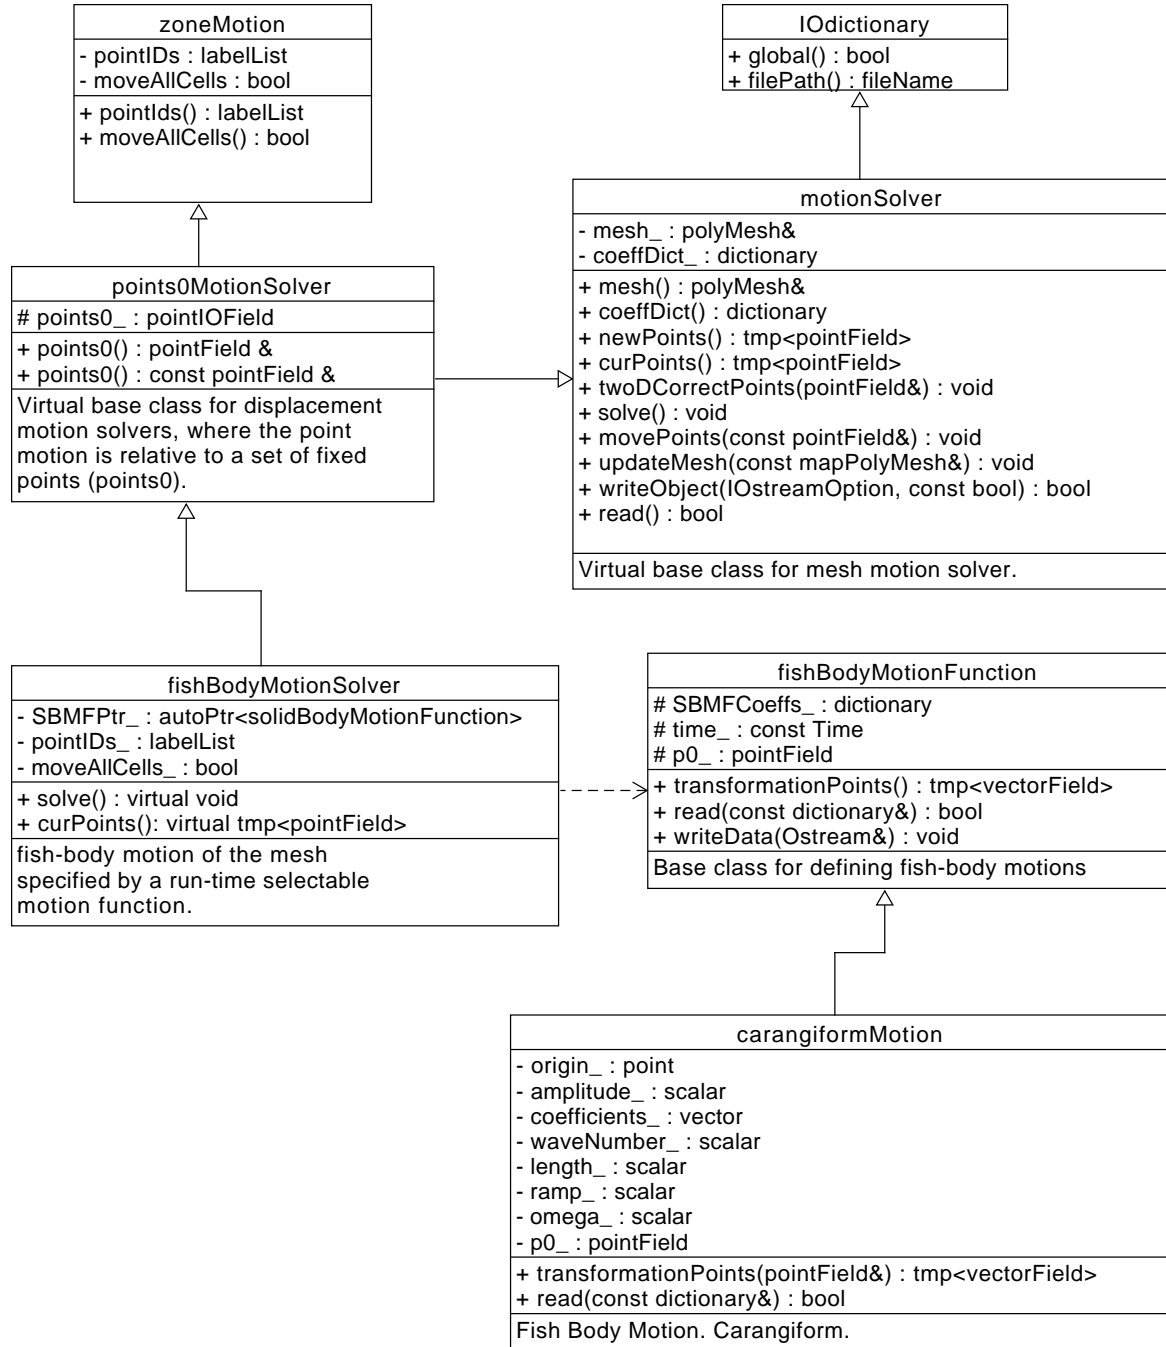 zoneMotion
- pointIDs : labelList
- moveAllCells : bool
+ pointIds() : labelList
+ moveAllCells() : bool
IOdictionary
+ global() : bool
+ filePath() : fileName
motionSolver
- mesh_ : polyMesh&
- coeffDict_ : dictionary
+ mesh() : polyMesh&
+ coeffDict() : dictionary
+ newPoints() : tmp<pointField>
+ curPoints() : tmp<pointField>
+ twoDCorrectPoints(pointField&) : void
+ solve() : void
+ movePoints(const pointField&) : void
+ updateMesh(const mapPolyMesh&) : void
+ writeObject(IOstreamOption, const bool) : bool
+ read() : bool
Virtual base class for mesh motion solver.
points0MotionSolver
# points0_ : pointIOField
+ points0() : pointField &
+ points0() : const pointField &
Virtual base class for displacement
motion solvers, where the point
motion is relative to a set of fixed
points (points0).
fishBodyMotionSolver
- SBMFPtr_ : autoPtr<solidBodyMotionFunction>
- pointIDs_ : labelList
- moveAllCells_ : bool
+ solve() : virtual void
+ curPoints(): virtual tmp<pointField>
fish-body motion of the mesh
specified by a run-time selectable
motion function.
fishBodyMotionFunction
# SBMFCoeffs_ : dictionary
# time_ : const Time
# p0_ : pointField
+ transformationPoints() : tmp<vectorField>
+ read(const dictionary&) : bool
+ writeData(Ostream&) : void
Base class for defining fish-body motions
carangiformMotion
- origin_ : point
- amplitude_ : scalar
- coefficients_ : vector
- waveNumber_ : scalar
- length_ : scalar
- ramp_ : scalar
- omega_ : scalar
- p0_ : pointField
+ transformationPoints(pointField&) : tmp<vectorField>
+ read(const dictionary&) : bool
Fish Body Motion. Carangiform.